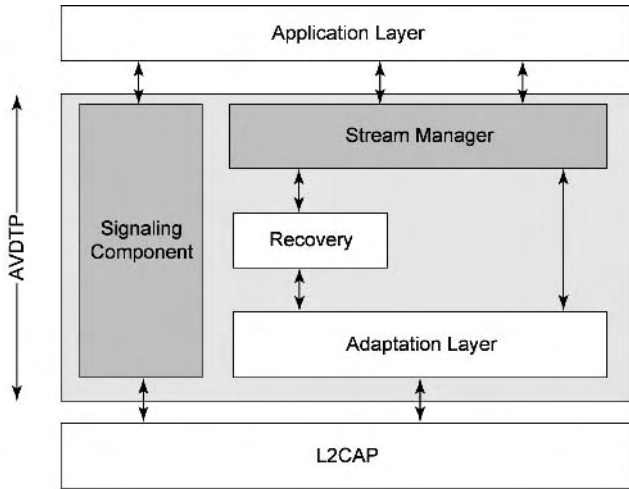 Application Layer
Stream Manager
Signaling
Component
Recovery
Adaptation Layer
AVDTP
L2CAP